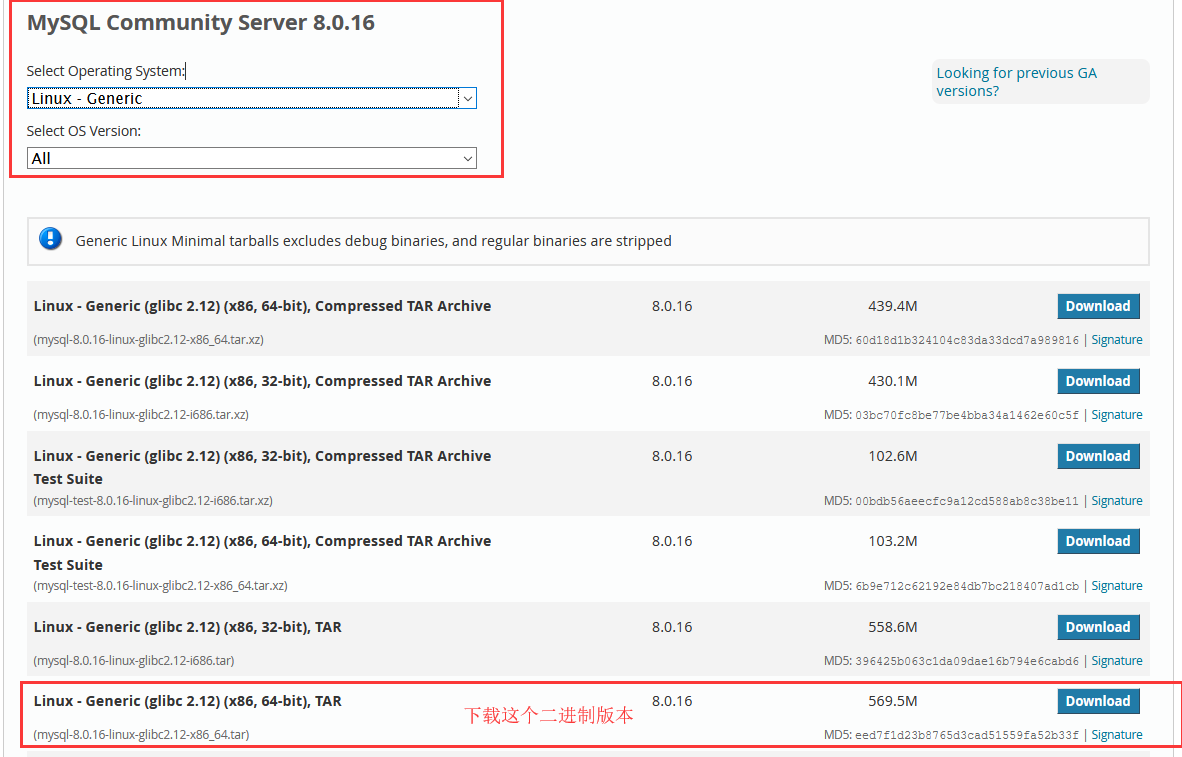 MySQL Community Server 8.0.16
Select Operating System:
Looking for previous GA
versions?
Linux - Generic
Select OS Version:
All
Generic Linux Minimal tarballs excludes debug binaries, and regular binaries are stripped
Linux - Generic (glibc 2.12) (x86, 64-bit), Compressed TAR Archive 8.0.16 439.4M Download
(mysql-8.0.16-linux-glibc2.12-x86_64.tar.xz) MD5: 60d18d1b324104c83da33dcd7a989816 | Signature
Linux - Generic (glibc 2.12) (x86, 32-bit), Compressed TAR Archive 8.0.16 430.1M Download
(mysql-8.0.16-linux-glibc2.12-i686.tar.xz) MD5: 03bc70fc8be77be4bba34a1462e60c5f | Signature
Linux - Generic (glibc 2.12) (x86, 32-bit), Compressed TAR Archive 8.0.16 102.6M Download
Test Suite
(mysql-test-8.0.16-linux-glibc2.12-i686.tar.xz) MD5: 00bdb56aeecfc9a12cd588ab8c38be11 | Signature
Linux - Generic (glibc 2.12) (x86, 64-bit), Compressed TAR Archive 8.0.16 103.2M Download
Test Suite
(mysql-test-8.0.16-linux-glibc2.12-x86_64.tar.xz) MD5: 6b9e712c62192e84db7bc218407ad1cb | Signature
Linux - Generic (glibc 2.12) (x86, 32-bit), TAR 8.0.16 558.6M Download
(mysql-8.0.16-linux-glibc2.12-i686.tar) MD5: 396425b063c1da09dae16b794e6cabd6 | Signature
Linux - Generic (glibc 2.12) (x86, 64-bit), TAR 8.0.16 569.5M Download
下载这个二进制版本
(mysql-8.0.16-linux-glibc2.12-x86_64.tar) MD5: eed7f1d23b8765d3cad51559fa52b33f | Signature